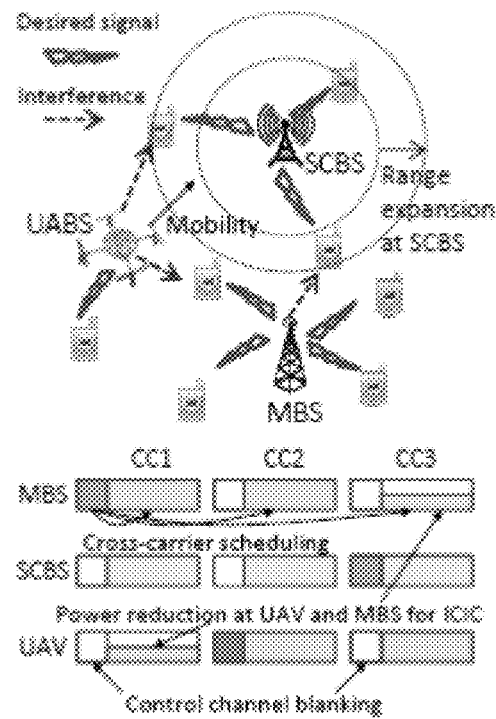 Desired signal
Interference
SCBS
Range
expansion
at SCBS
UABS
Mobility
MBS
CC1 CC2 CC3
MBS
Cross-carrier scheduling
SCBS
Power reduction at UAV and MBS for ICIC
UAV
Control channel blanking